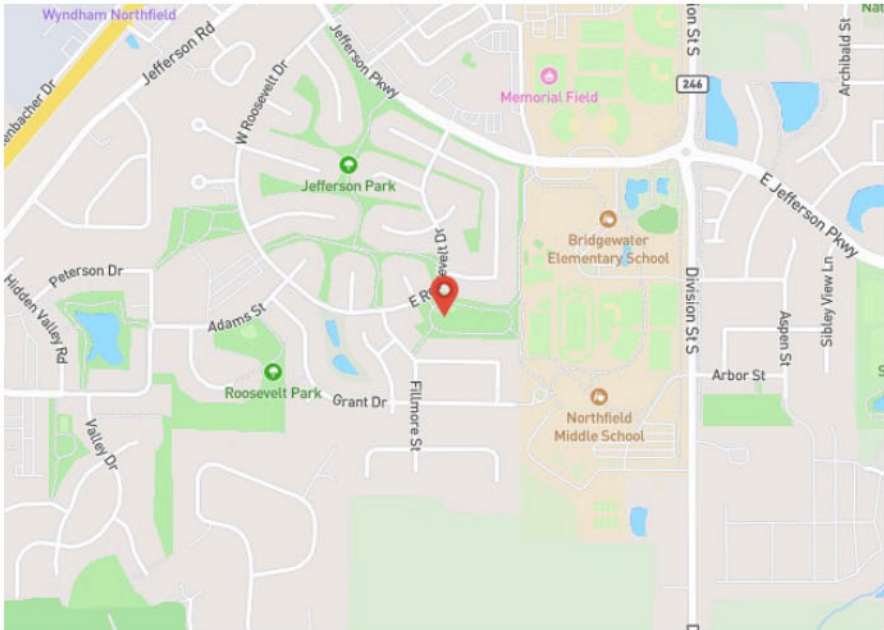 Wyndham Northfield
Jefferson Rd
Jefferson Pkwy
Division St S
246
Archibald St
W Roosevelt Dr
Memorial Field
Jefferson Park
E Jefferson Pkwy
Bridgewater
Elementary School
Peterson Dr
Hidden Valley Rd
Adams St
Division St S
Sibley View Ln
Aspen St
Roosevelt Park
Grant Dr
Fillmore St
Arbor St
Northfield
Middle School
Valley Dr